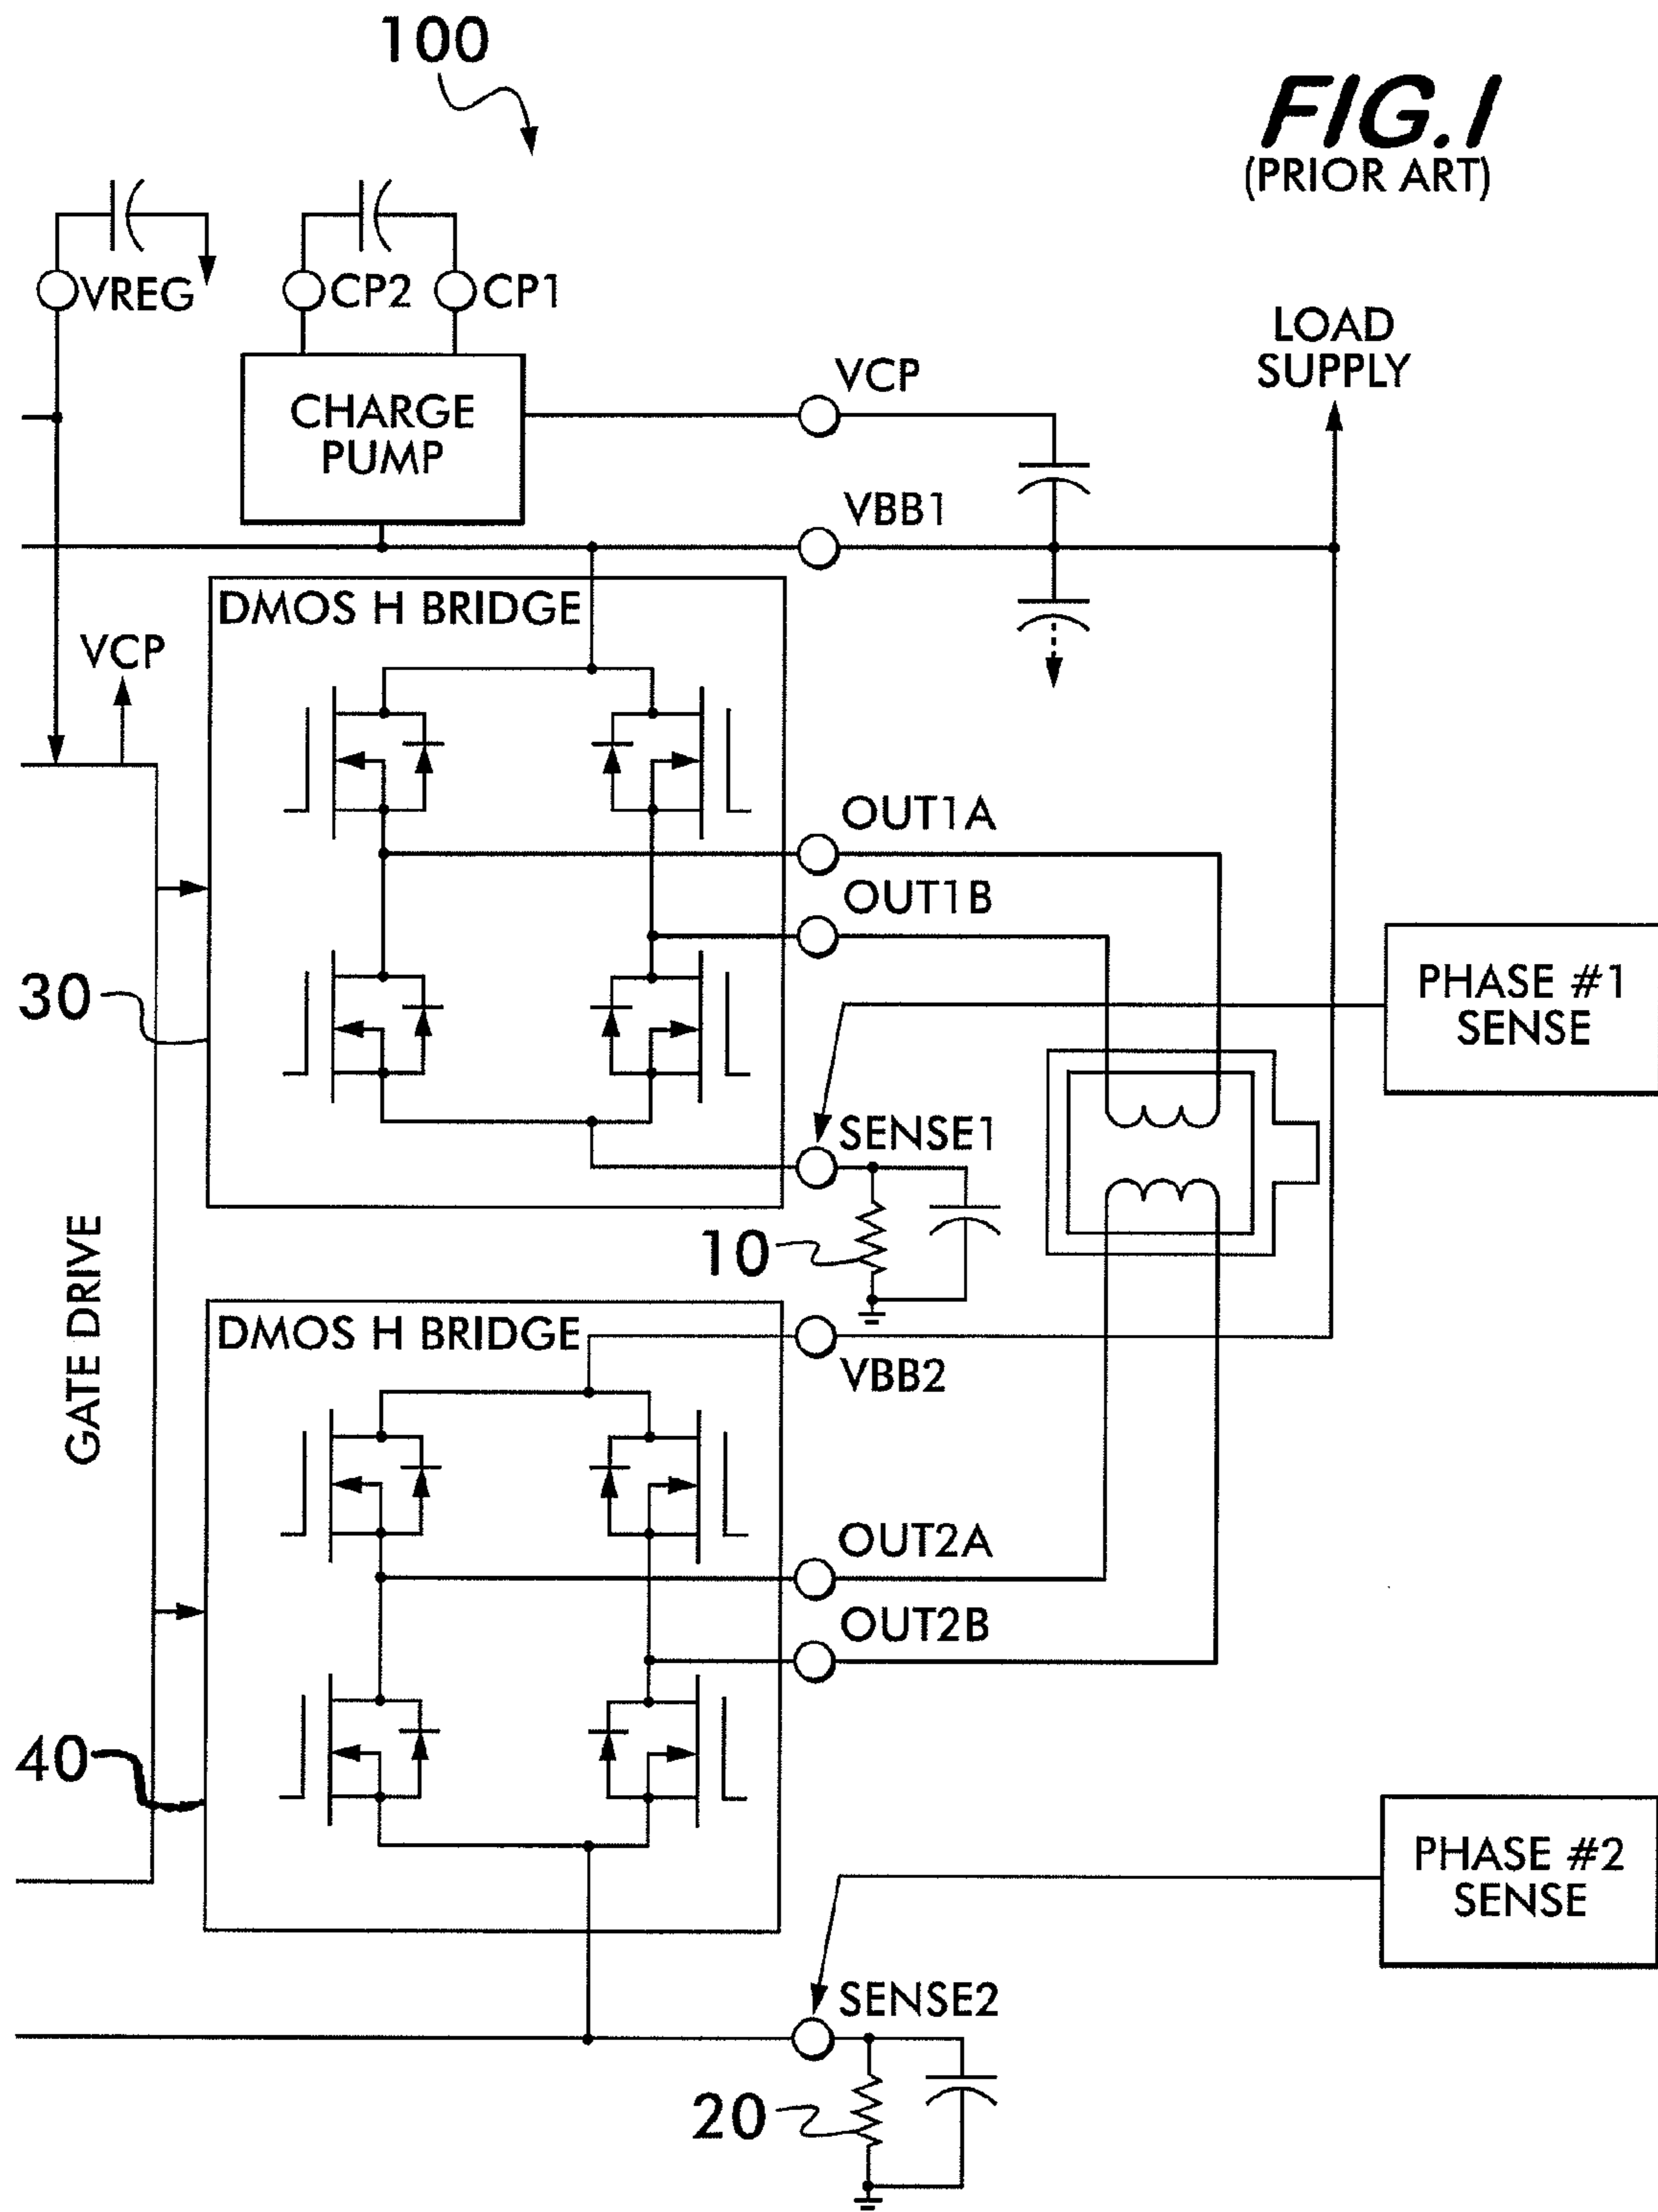 100
FIG.1
(PRIOR ART)
VREG
CP2
CP1
LOAD
SUPPLY
CHARGE
PUMP
VCP
VBB1
DMOS H BRIDGE
VCP
OUT1A
OUT1B
30
PHASE #1
SENSE
SENSE1
10
GATE DRIVE
DMOS H BRIDGE
VBB2
OUT2A
OUT2B
40
PHASE #2
SENSE
SENSE2
20